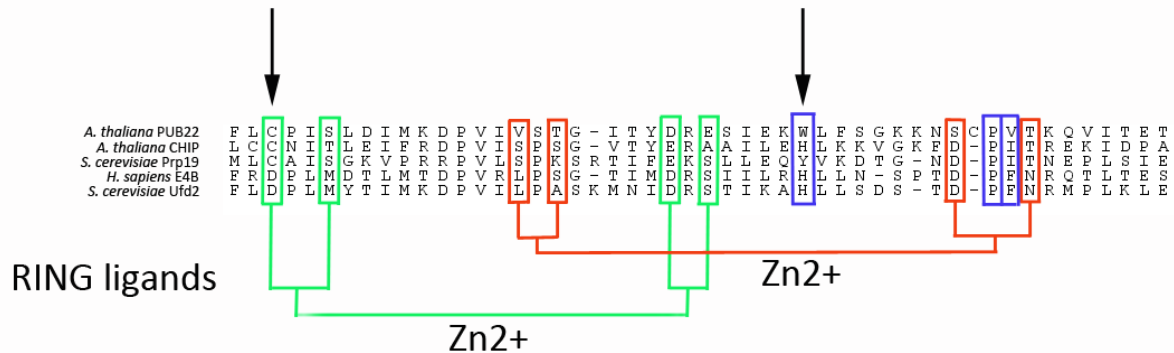 A. thaliana PUB22 F L C P I S L D I M K D P V I V S T G - I T Y D R E S I E K W L F S G K K N S C P V T K Q V I T E T
A. thaliana CHIP L C C N I T L E I F R D P V I S P S G - V T Y E R A A I L E H L K K V G K F D - P I T R E K I D P A
S. cerevisiae Prp19 M L C A I S G K V P R R P V L S P K S R T I F E K S L L E Q Y V K D T G - N D - P I T N E P L S I E
H. sapiens E4B F R D P L M D T L M T D P V R L P S G - T I M D R S I I L R H L L N - S P T D - P F N R Q T L T E S
S. cerevisiae Ufd2 F L D P L M Y T I M K D P V I L P A S K M N I D R S T I K A H L L S D S - T D - P F N R M P L K L E
RING ligands
Zn2+
Zn2+